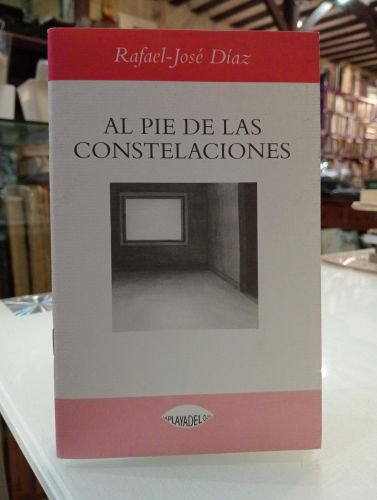 Rafael-José Díaz
AL PIE DE LAS
CONSTELACIONES